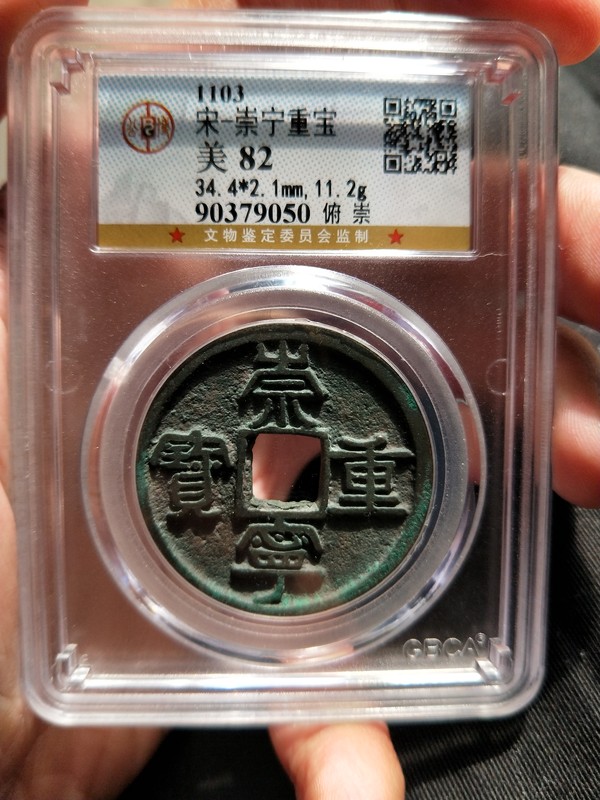 1103
宋-崇宁重宝
美 82
34.4*2.1mm,11.2g
90379050 俯 崇
★ 文物鉴定委员会监制 ★
崇
寶 重
寧
GBCA